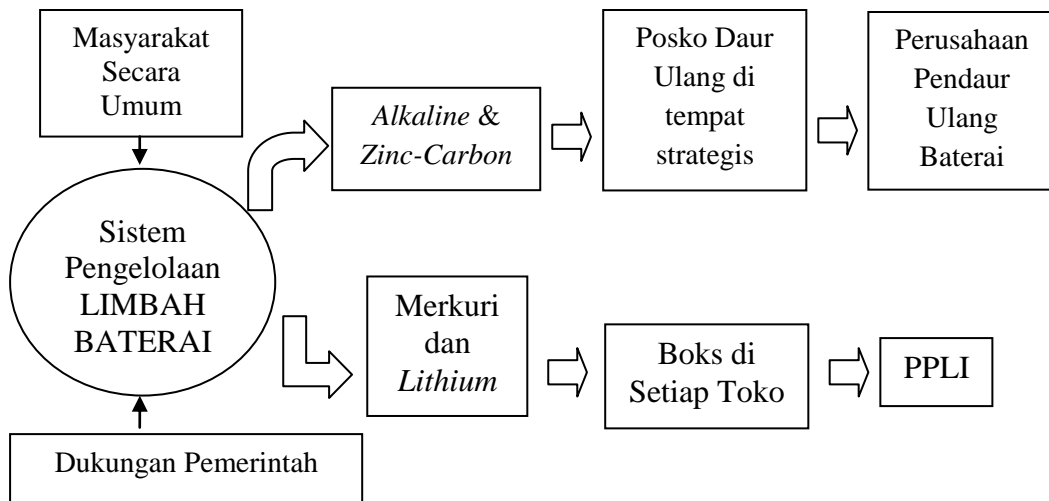 Masyarakat
Secara
Umum
Sistem
Pengelolaan
LIMBAH
BATERAI
Dukungan Pemerintah
Alkaline &
Zinc-Carbon
Posko Daur
Ulang di
tempat
strategis
Perusahaan
Pendaur
Ulang
Baterai
Merkuri
dan
Lithium
Boks di
Setiap Toko
PPLI